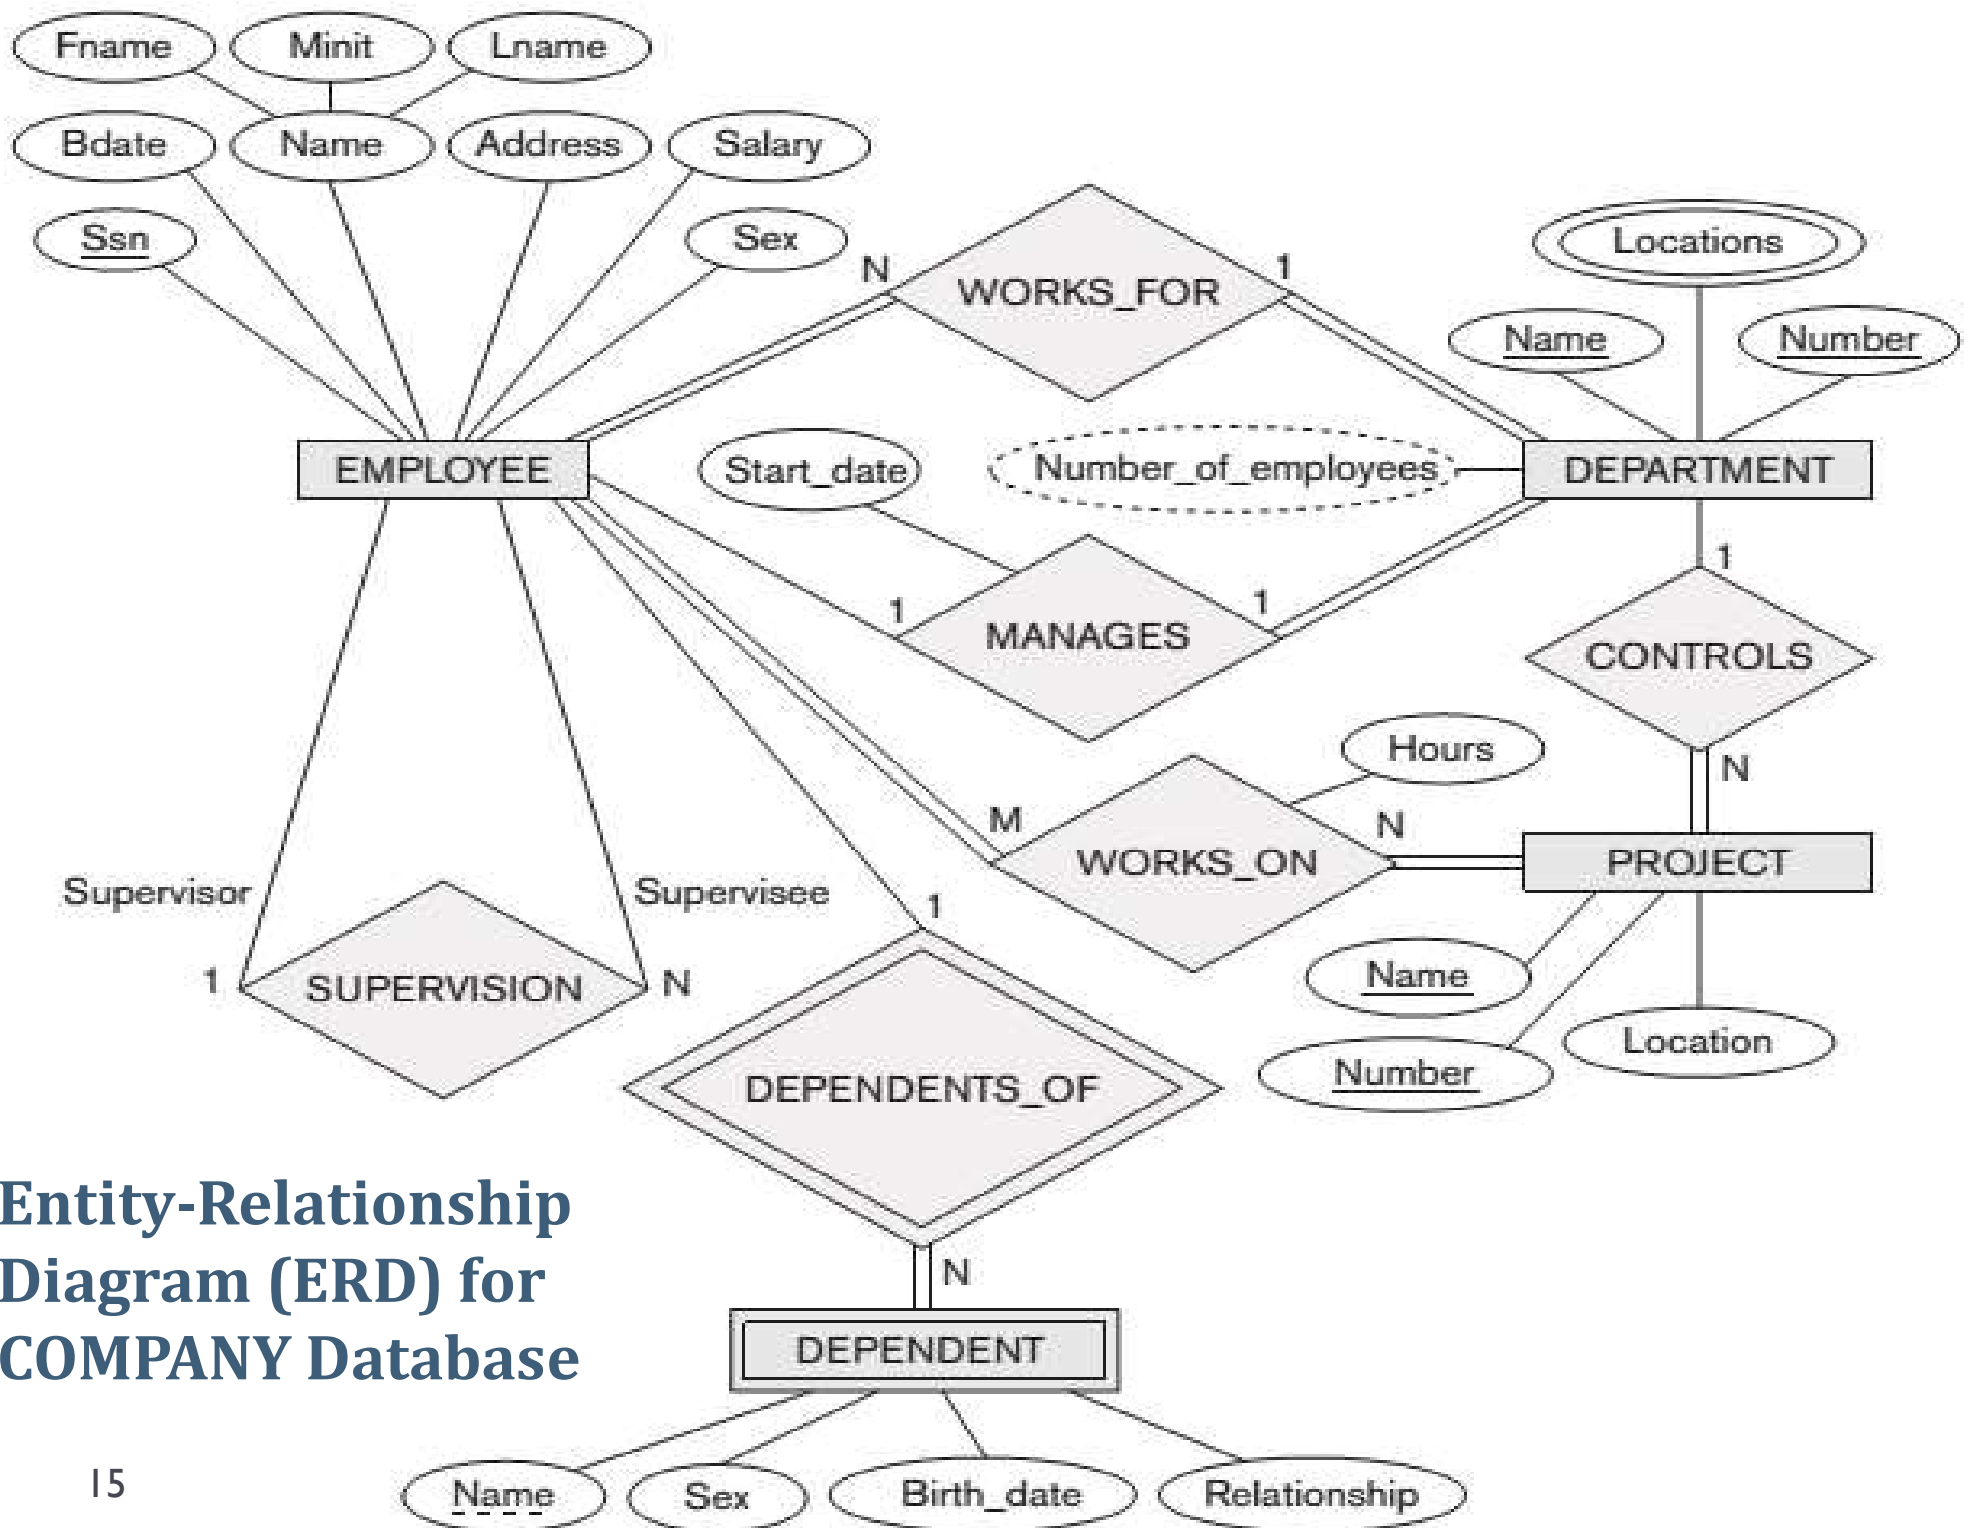 Fname Minit Lname
Bdate Name Address Salary
Ssn Sex
N WORKS_FOR 1
Locations
Name Number
EMPLOYEE Start_date Number_of_employees DEPARTMENT
1 MANAGES 1
1
CONTROLS
N
Hours
M WORKS_ON N
PROJECT
Supervisor Supervisee
1 SUPERVISION N
1
Name
Number Location
DEPENDENTS_OF
N
DEPENDENT
Name Sex Birth_date Relationship
Entity-Relationship
Diagram (ERD) for
COMPANY Database
15